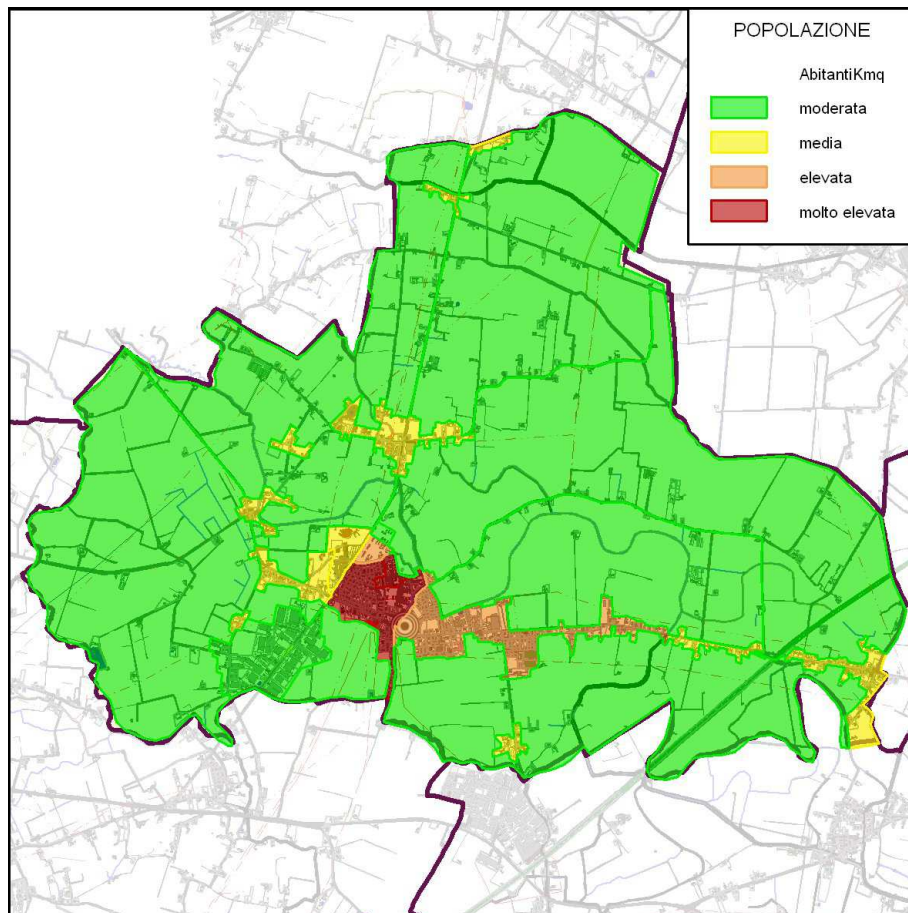 POPOLAZIONE
AbitantiKmq
moderata
media
elevata
molto elevata